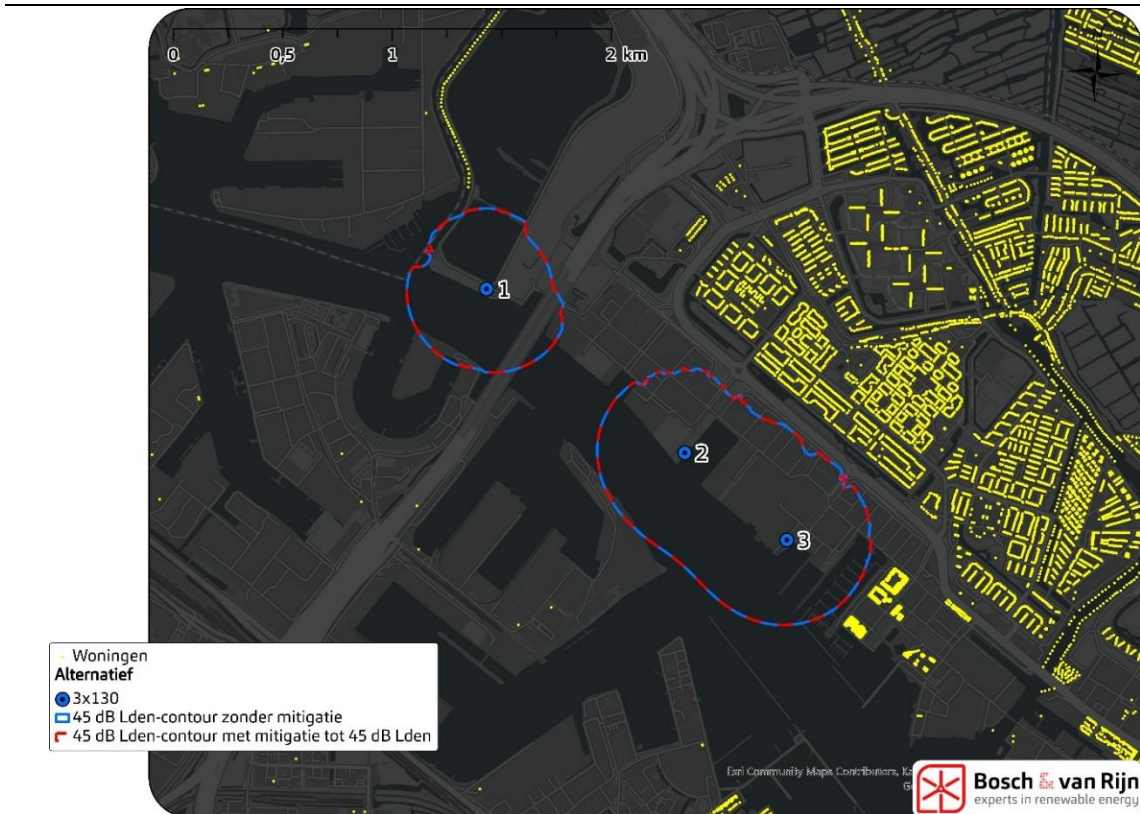 0 0,5 1 2 km
1
2
3
Woningen
Alternatief
3x130
45 dB Lden-contour zonder mitigatie
45 dB Lden-contour met mitigatie tot 45 dB Lden
Esri Community Maps Contributors,
Bosch & van Rijn
experts in renewable energy